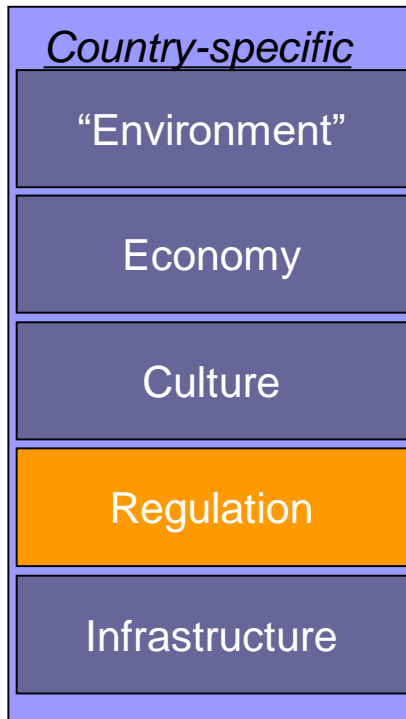 Country-specific
“Environment”
Economy
Culture
Regulation
Infrastructure